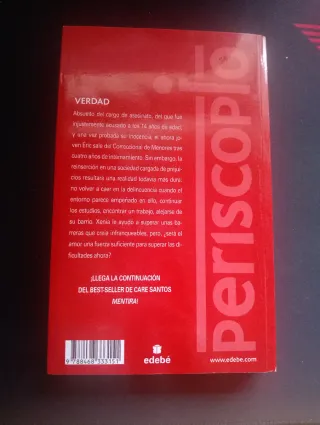 VERDAD
Absuelto del cargo de asesinato, del que fue
injustamente acusado a los 14 años de edad,
y una vez probada su inocencia, el ahora jo-
ven Eric sale del Correccional de Menores tras
cuatro años de internamiento. Sin embargo, la
reinserción en una sociedad cargada de prejui-
cios resultará una realidad todavía más dura:
no volver a caer en la delincuencia cuando el
entorno parece empeñado en ello, continuar
los estudios, encontrar un trabajo, alejarse de
su barrio. Xenia le ayuda a superar unas ba-
rreras que creía infranqueables, pero, ¿será el
amor una fuerza suficiente para superar las di-
ficultades ahora?
¡LLEGA LA CONTINUACIÓN
DEL BEST-SELLER DE CARE SANTOS
MENTIRA!
edebé
www.edebe.com
periscopio